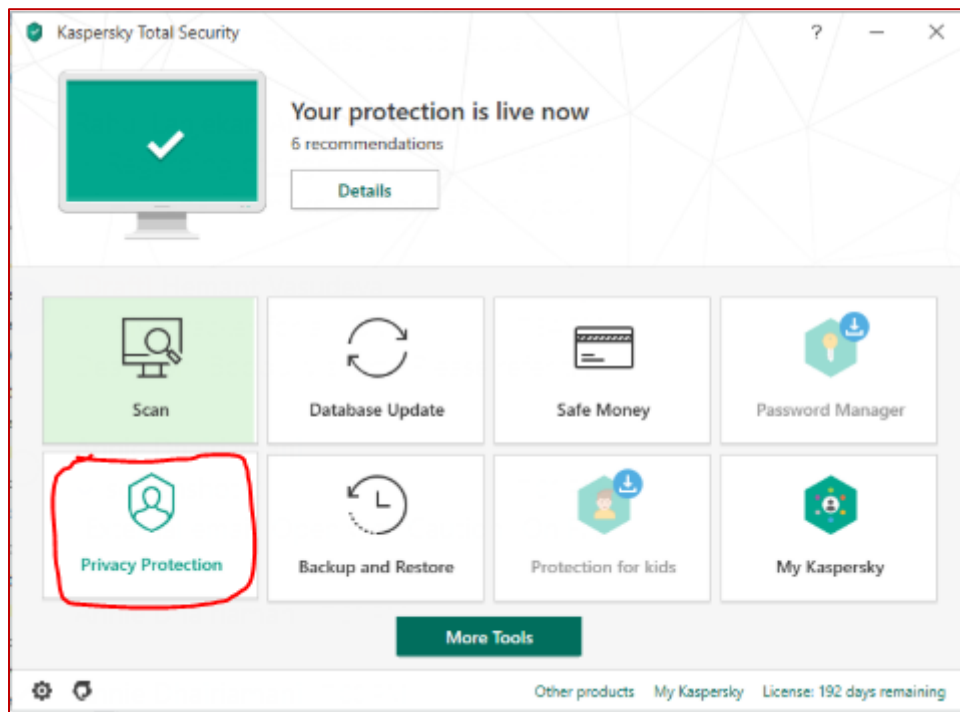 Kaspersky Total Security
?
Your protection is live now
6 recommendations
Details
Scan
Database Update
Safe Money
Password Manager
Privacy Protection
Backup and Restore
Protection for kids
My Kaspersky
More Tools
Other products My Kaspersky License: 192 days remaining